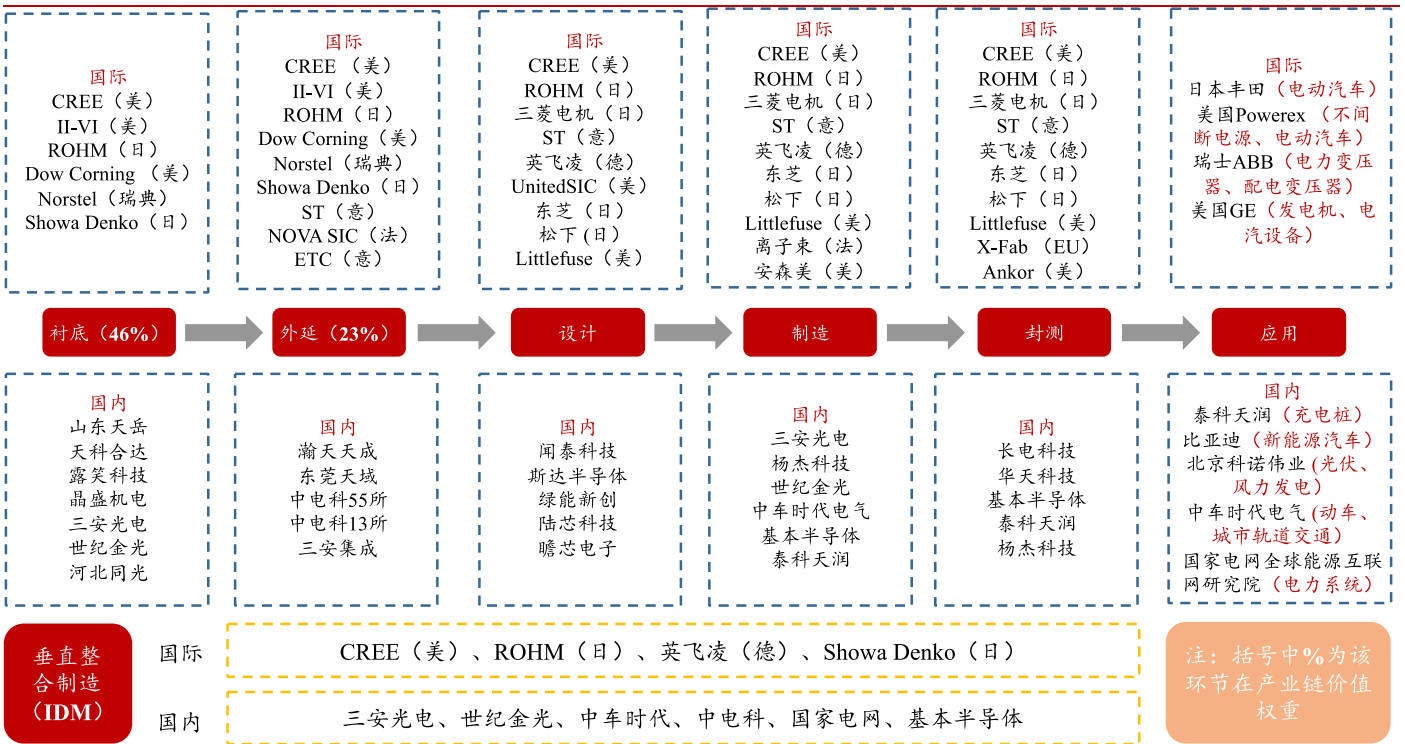 国际
CREE（美）
II-VI（美）
ROHM（日）
Dow Corning（美）
Norstel（瑞典）
Showa Denko（日）
国际
CREE（美）
II-VI（美）
ROHM（日）
Dow Corning（美）
Norstel（瑞典）
Showa Denko（日）
ST（意）
NOVA SIC（法）
ETC（意）
国际
CREE（美）
ROHM（日）
三菱电机（日）
ST（意）
英飞凌（德）
UnitedSIC（美）
东芝（日）
松下 (日）
Littlefuse（美）
国际
CREE（美）
ROHM（日）
三菱电机（日）
ST（意）
英飞凌（德）
东芝（日）
松下（日）
Littlefuse（美）
离子束（法）
安森美（美）
国际
CREE（美）
ROHM（日）
三菱电机（日）
ST（意）
英飞凌（德）
东芝（日）
松下（日）
Littlefuse（美）
X-Fab（EU）
Ankor（美）
国际
日本丰田（电动汽车）
美国Powerex（不间
断电源、电动汽车）
瑞士ABB（电力变压
器、配电变压器）
美国GE（发电机、电
汽设备）
衬底（46%）
外延（23%）
设计
制造
封测
应用
国内
山东天岳
天科合达
露笑科技
晶盛机电
三安光电
世纪金光
河北同光
国内
瀚天天成
东莞天域
中电科55所
中电科13所
三安集成
国内
闻泰科技
斯达半导体
绿能新创
陆芯科技
瞻芯电子
国内
三安光电
杨杰科技
世纪金光
中车时代电气
基本半导体
泰科天润
国内
长电科技
华天科技
基本半导体
泰科天润
杨杰科技
国内
泰科天润（充电桩）
比亚迪（新能源汽车）
北京科诺伟业 (光伏、
风力发电）
中车时代电气 (动车、
城市轨道交通）
国家电网全球能源互联
网研究院（电力系统）
垂直整
合制造
（IDM）
国际
CREE（美）、ROHM（日）、英飞凌（德）、Showa Denko（日）
国内
三安光电、世纪金光、中车时代、中电科、国家电网、基本半导体
注：括号中%为该
环节在产业链价值
权重